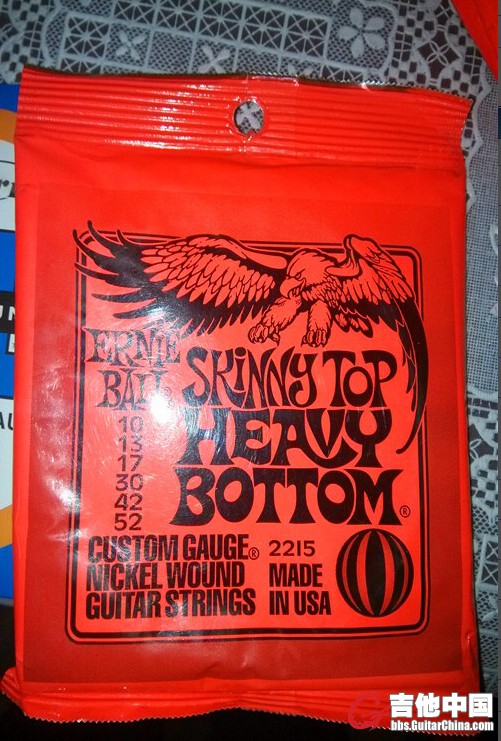 ERNIE
BALL
SKINNY TOP
HEAVY
BOTTOM®
10
13
17
30
42
52
CUSTOM GAUGE® 2215
NICKEL WOUND MADE
GUITAR STRINGS IN USA
吉他中国
bbs.GuitarChina.com